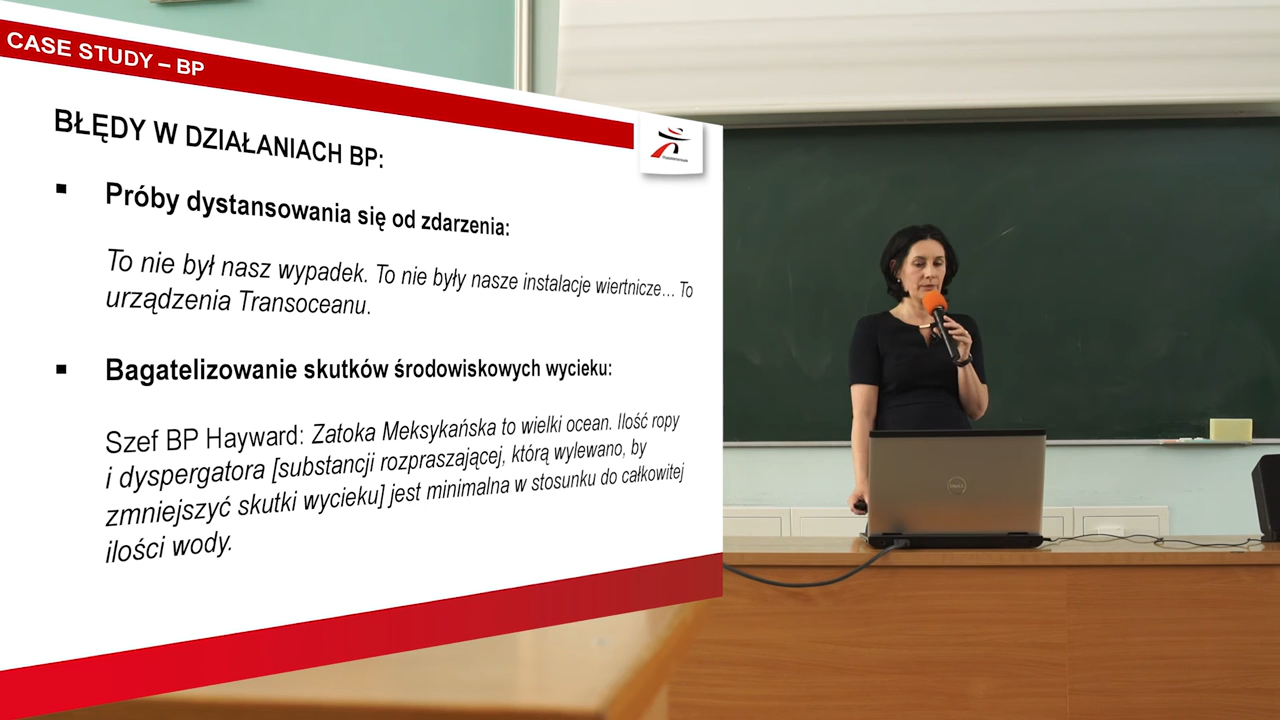 CASE STUDY – BP
BŁĘDY W DZIAŁANIACH BP:
▪ Próby dystansowania się od zdarzenia:
To nie był nasz wypadek. To nie były nasze instalacje wiertnicze... To
urządzenia Transoceanu.
▪ Bagatelizowanie skutków środowiskowych wycieku:
Szef BP Hayward: Zatoka Meksykańska to wielki ocean. Ilość ropy
i dyspergatora [substancji rozpraszającej, którą wylewano, by
zmniejszyć skutki wycieku] jest minimalna w stosunku do całkowitej
ilości wody.
DELL